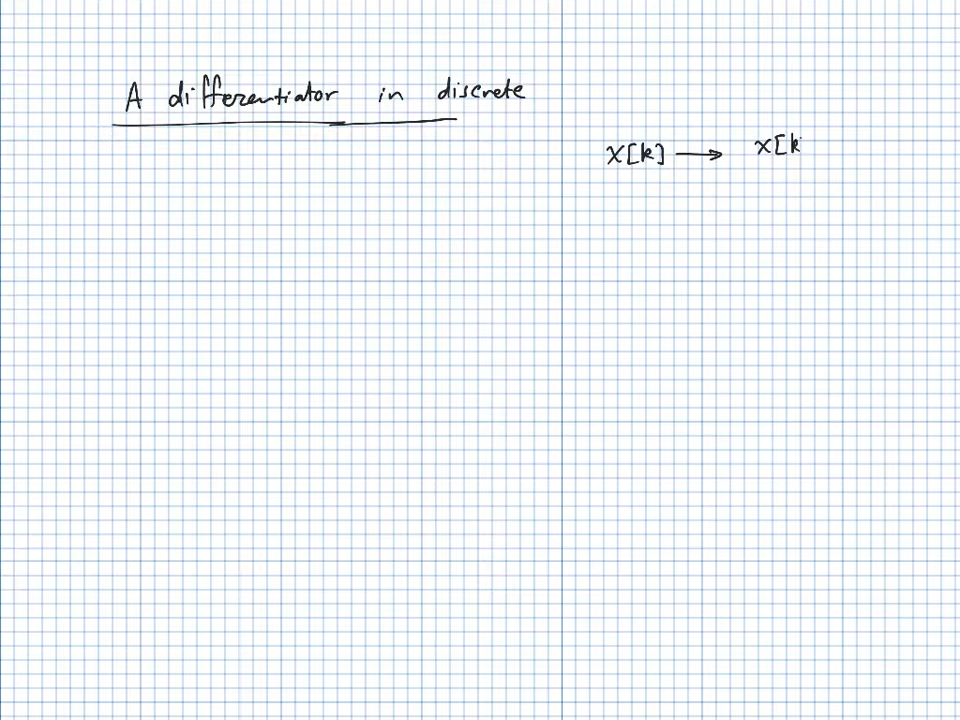 A differentiator in discrete
x[k] → x[k